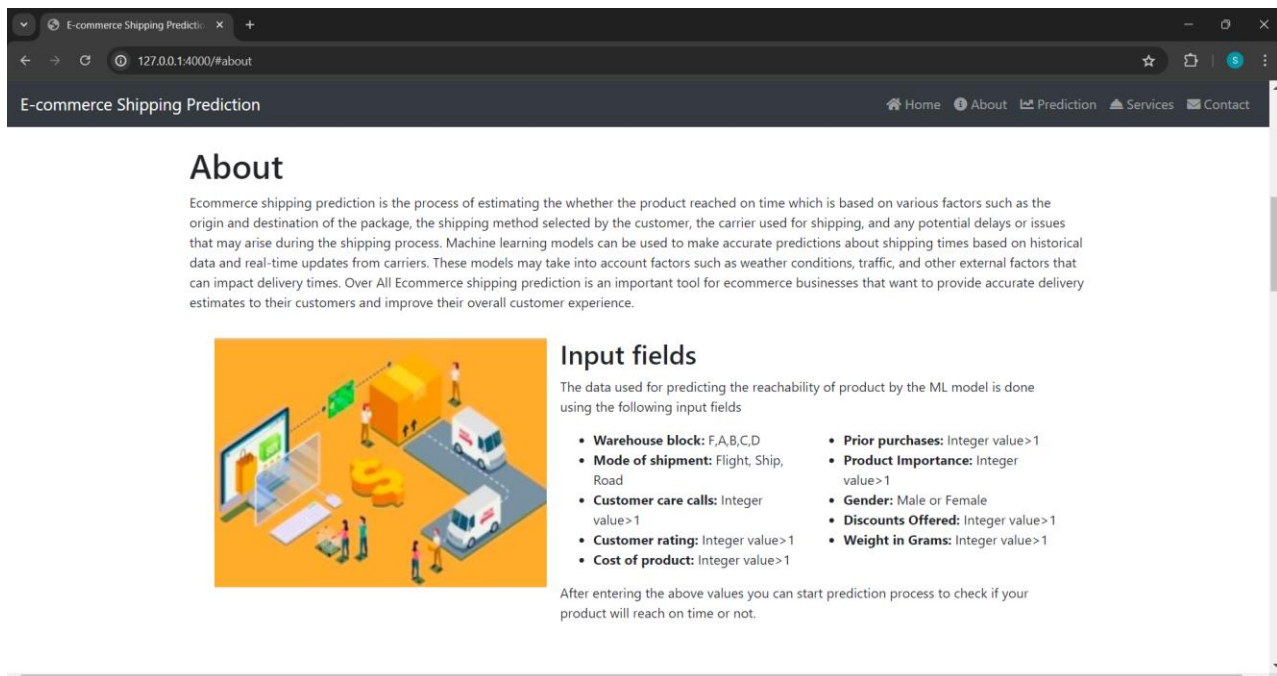 E-commerce Shipping Predictio
127.0.0.1:4000/#about
S
E-commerce Shipping Prediction
Home About Prediction Services Contact
About
Ecommerce shipping prediction is the process of estimating the whether the product reached on time which is based on various factors such as the
origin and destination of the package, the shipping method selected by the customer, the carrier used for shipping, and any potential delays or issues
that may arise during the shipping process. Machine learning models can be used to make accurate predictions about shipping times based on historical
data and real-time updates from carriers. These models may take into account factors such as weather conditions, traffic, and other external factors that
can impact delivery times. Over All Ecommerce shipping prediction is an important tool for ecommerce businesses that want to provide accurate delivery
estimates to their customers and improve their overall customer experience.
Input fields
The data used for predicting the reachability of product by the ML model is done
using the following input fields
• Warehouse block: F,A,B,C,D
• Mode of shipment: Flight, Ship,
Road
• Customer care calls: Integer
value>1
• Customer rating: Integer value>1
• Cost of product: Integer value>1
• Prior purchases: Integer value>1
• Product Importance: Integer
value>1
• Gender: Male or Female
• Discounts Offered: Integer value>1
• Weight in Grams: Integer value>1
After entering the above values you can start prediction process to check if your
product will reach on time or not.